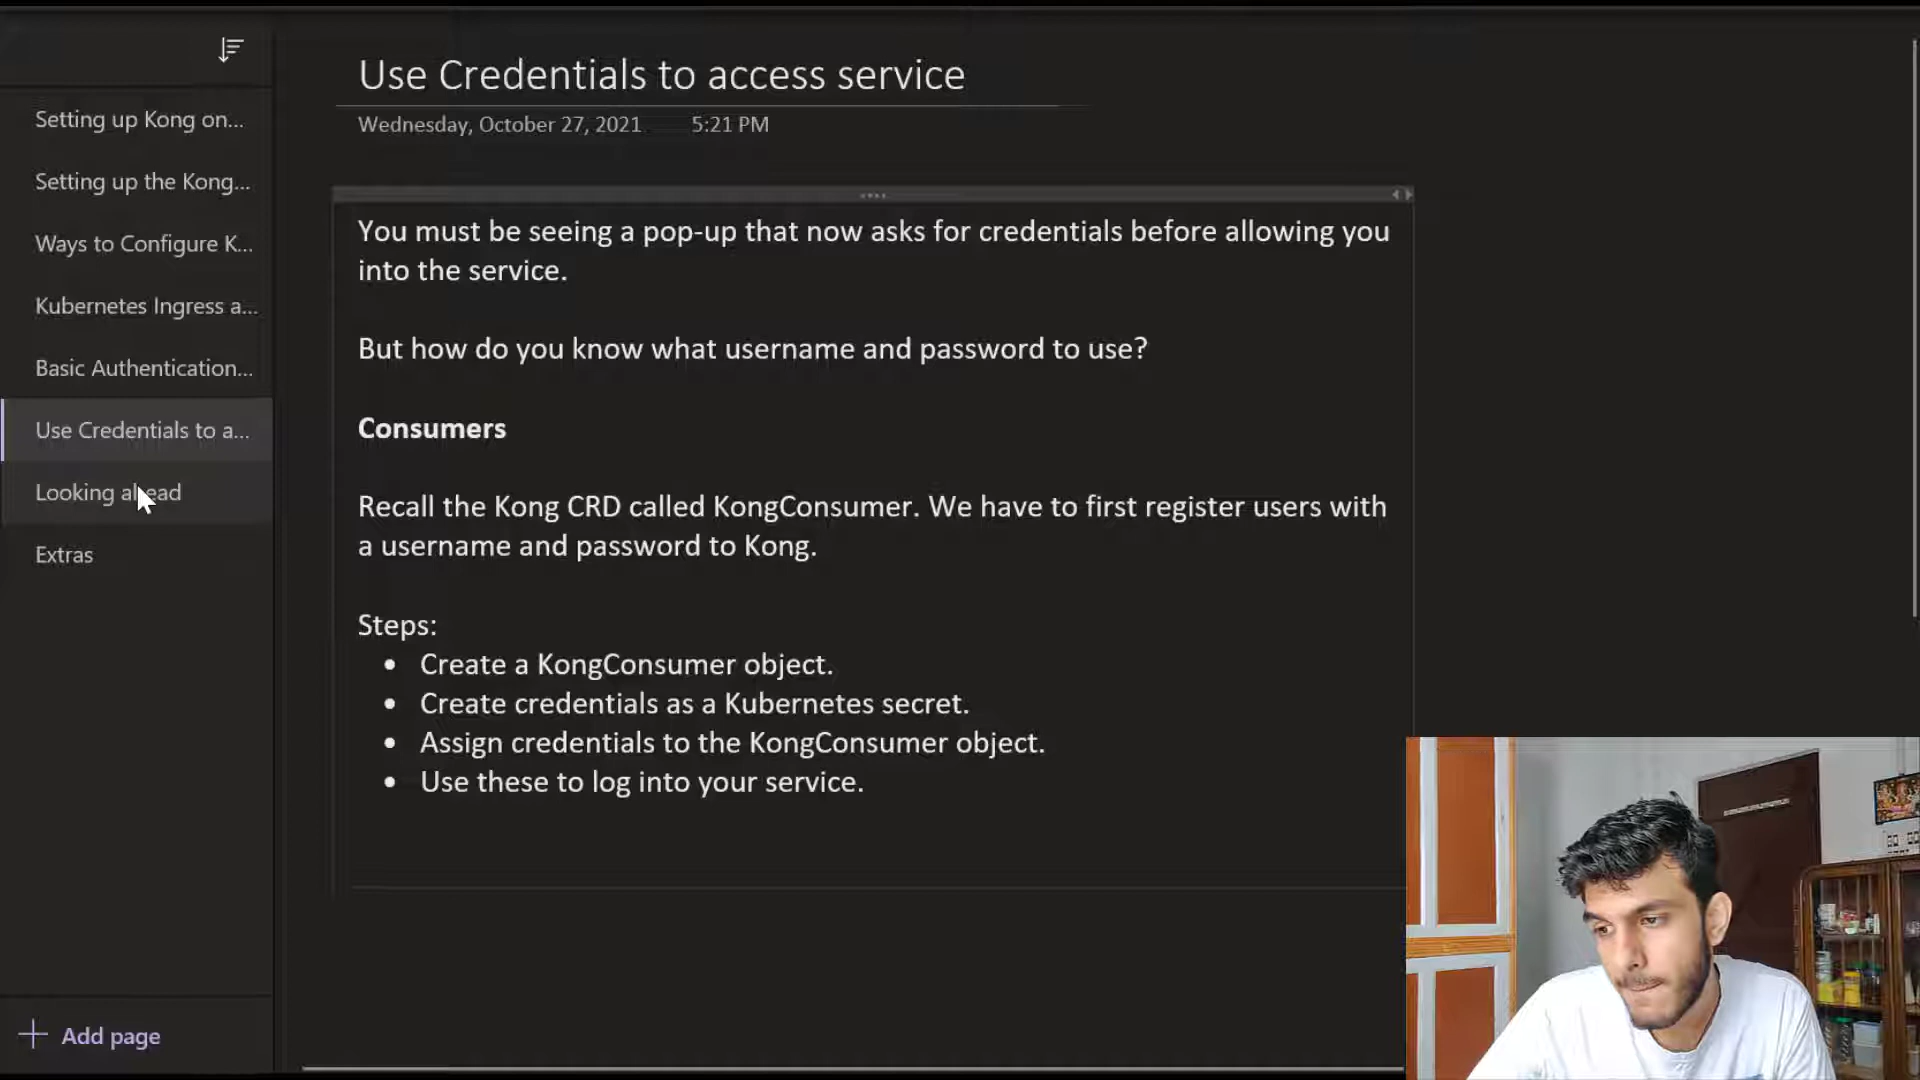 Use Credentials to access service
Wednesday, October 27, 2021 5:21 PM
Setting up Kong on...
Setting up the Kong...
Ways to Configure K...
Kubernetes Ingress a...
Basic Authentication...
Use Credentials to a...
Looking ahead
Extras
Add page
You must be seeing a pop-up that now asks for credentials before allowing you
into the service.
But how do you know what username and password to use?
Consumers
Recall the Kong CRD called KongConsumer. We have to first register users with
a username and password to Kong.
Steps:
• Create a KongConsumer object.
• Create credentials as a Kubernetes secret.
• Assign credentials to the KongConsumer object.
• Use these to log into your service.